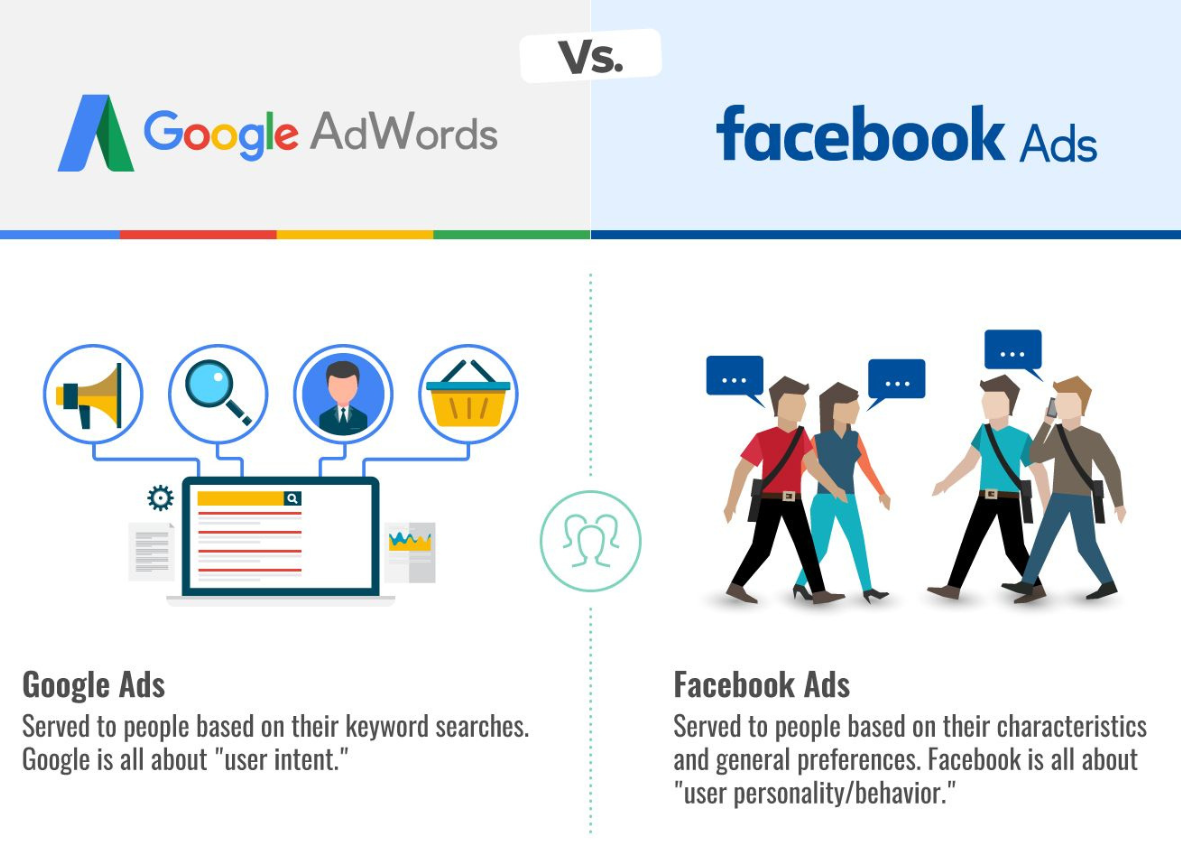 Vs.
Google AdWords
facebook Ads
Google Ads
Served to people based on their keyword searches.
Google is all about "user intent."
Facebook Ads
Served to people based on their characteristics
and general preferences. Facebook is all about
"user personality/behavior."